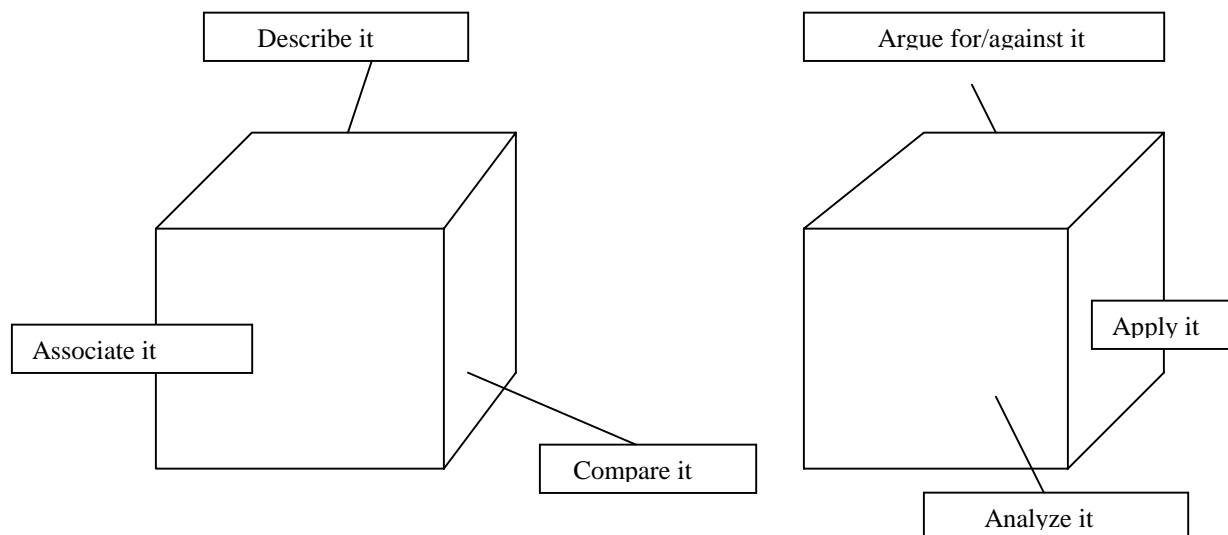 Describe it
Argue for/against it
Associate it
Apply it
Compare it
Analyze it